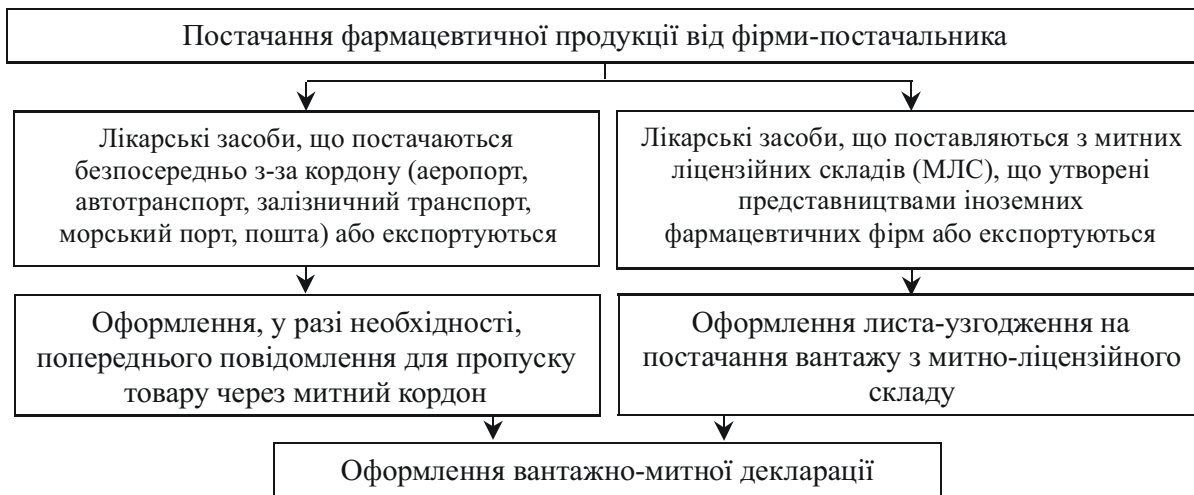 Постачання фармацевтичної продукції від фірми-постачальника
Лікарські засоби, що постачаються
безпосередньо з-за кордону (аеропорт,
автотранспорт, залізничний транспорт,
морський порт, пошта) або експортуються
Лікарські засоби, що поставляються з митних
ліцензійних складів (МЛС), що утворені
представництвами іноземних
фармацевтичних фірм або експортуються
Оформлення, у разі необхідності,
попереднього повідомлення для пропуску
товару через митний кордон
Оформлення листа-узгодження на
постачання вантажу з митно-ліцензійного
складу
Оформлення вантажно-митної декларації